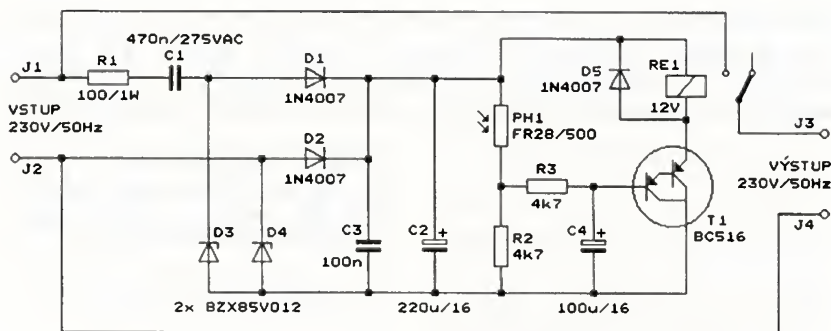 470n/275VAC
J1
R1
C1
100/1W
VSTUP
230V/50Hz
J2
D1
1N4007
D2
1N4007
D3
D4
C3
100n
2x BZX85V012
C2
220u/16
PH1
FR28/500
R2
4k7
R3
4k7
C4
100u/16
D5
1N4007
RE1
12V
T1
BC516
J3
VÝSTUP
230V/50Hz
J4